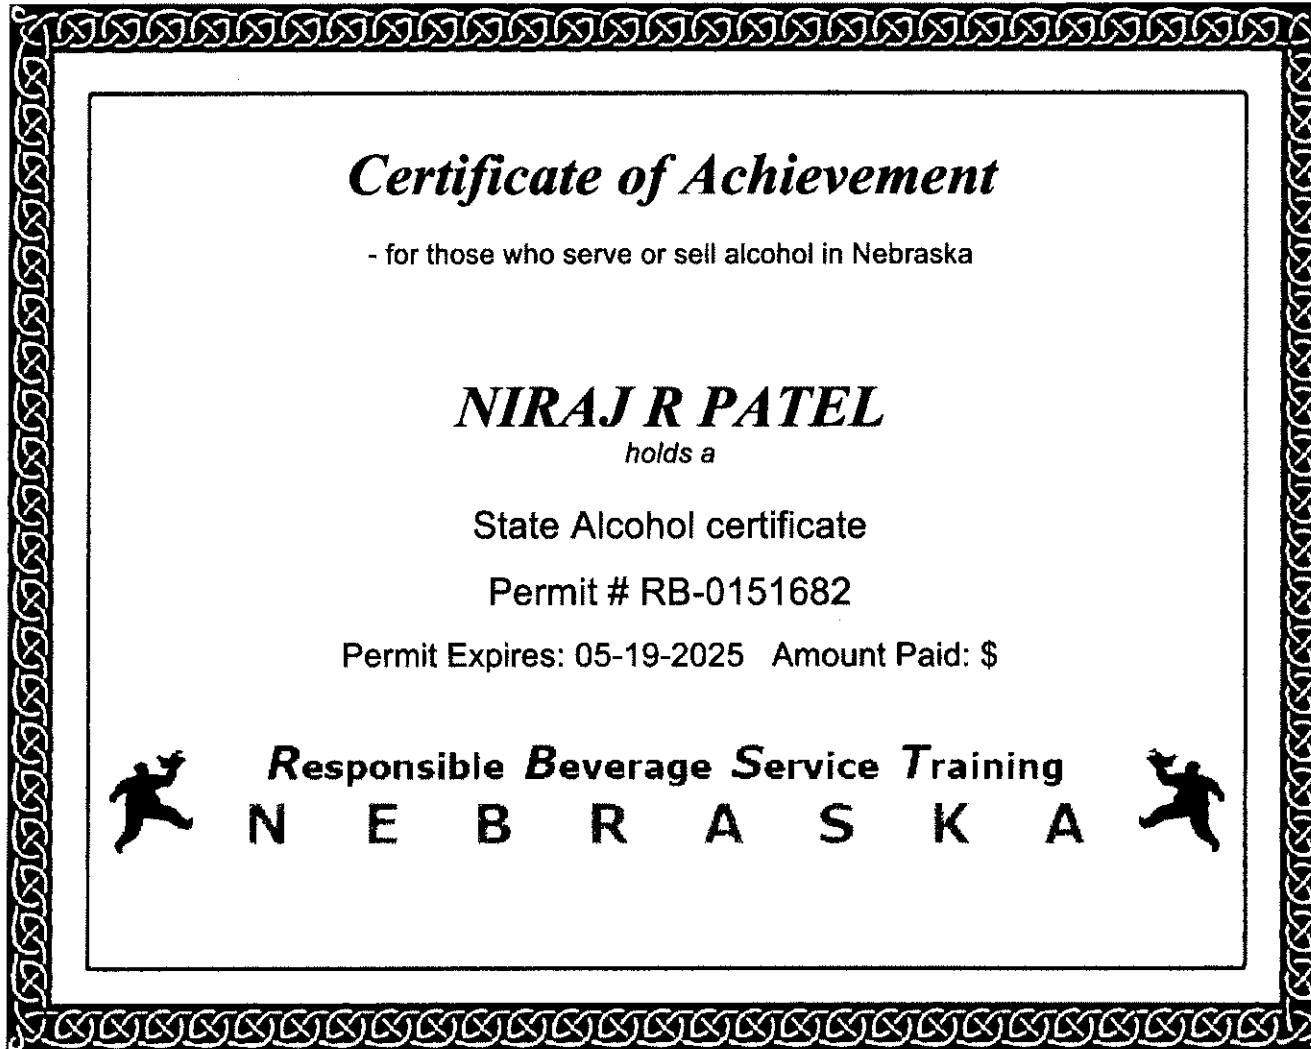 Certificate of Achievement
- for those who serve or sell alcohol in Nebraska
NIRAJ R PATEL
holds a
State Alcohol certificate
Permit # RB-0151682
Permit Expires: 05-19-2025 Amount Paid: $
Responsible Beverage Service Training
NEBRASKA